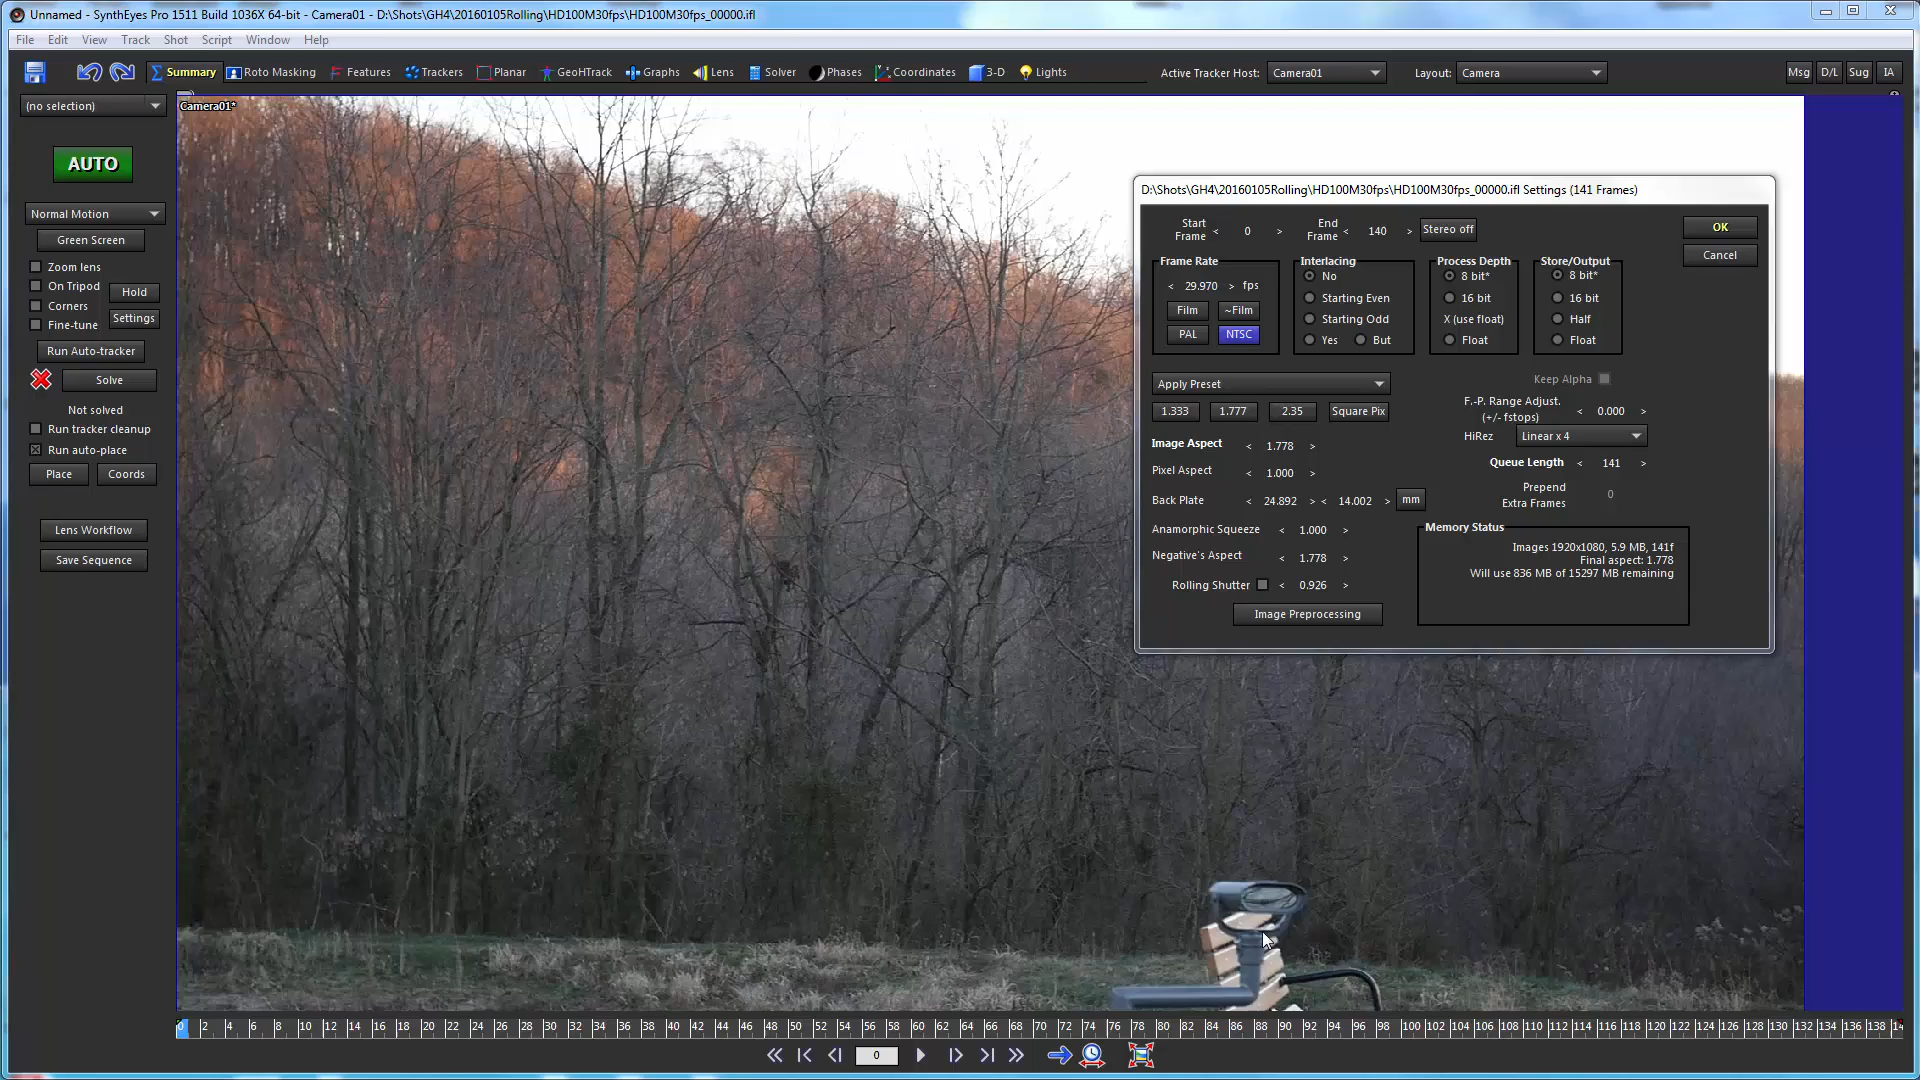 Unnamed - SynthEyes Pro 1511 Build 1036X 64-bit - Camera01 - D:\Shots\GH4\20160105Rolling\HD100M30fps\HD100M30fps_00000.ifl
File Edit View Track Shot Script Window Help
Summary Roto Masking Features Trackers Planar GeoHTrack Graphs Lens Solver Phases Coordinates 3-D Lights Active Tracker Host: Camera01 Layout: Camera Msg D/L Sug IA
(no selection)
Camera01*
AUTO
Normal Motion
Green Screen
Zoom lens
On Tripod
Hold
Corners
Settings
Fine-tune
Run Auto-tracker
Solve
Not solved
Run tracker cleanup
Run auto-place
Place Coords
Lens Workflow
Save Sequence
D:\Shots\GH4\20160105Rolling\HD100M30fps\HD100M30fps_00000.ifl Settings (141 Frames)
Start Frame < 0 > End Frame < 140 > Stereo off OK
Cancel
Frame Rate
< 29.970 > fps
Film ~Film
PAL NTSC
Interlacing
No
Starting Even
Starting Odd
Yes But
Process Depth
8 bit*
16 bit
X (use float)
Float
Store/Output
8 bit*
16 bit
Half
Float
Apply Preset
1.333 1.777 2.35 Square Pix
Image Aspect < 1.778 >
Pixel Aspect < 1.000 >
Back Plate < 24.892 > < 14.002 > mm
Anamorphic Squeeze < 1.000 >
Negative's Aspect < 1.778 >
Rolling Shutter < 0.926 >
Image Preprocessing
Keep Alpha
F.-P. Range Adjust.
(+/- fstops) < 0.000 >
HiRez Linear x 4
Queue Length < 141 >
Prepend
Extra Frames 0
Memory Status
Images 1920x1080, 5.9 MB, 141f
Final aspect: 1.778
Will use 836 MB of 15297 MB remaining
0 2 4 6 8 10 12 14 16 18 20 22 24 26 28 30 32 34 36 38 40 42 44 46 48 50 52 54 56 58 60 62 64 66 68 70 72 74 76 78 80 82 84 86 88 90 92 94 96 98 100 102 104 106 108 110 112 114 116 118 120 122 124 126 128 130 132 134 136 138
0